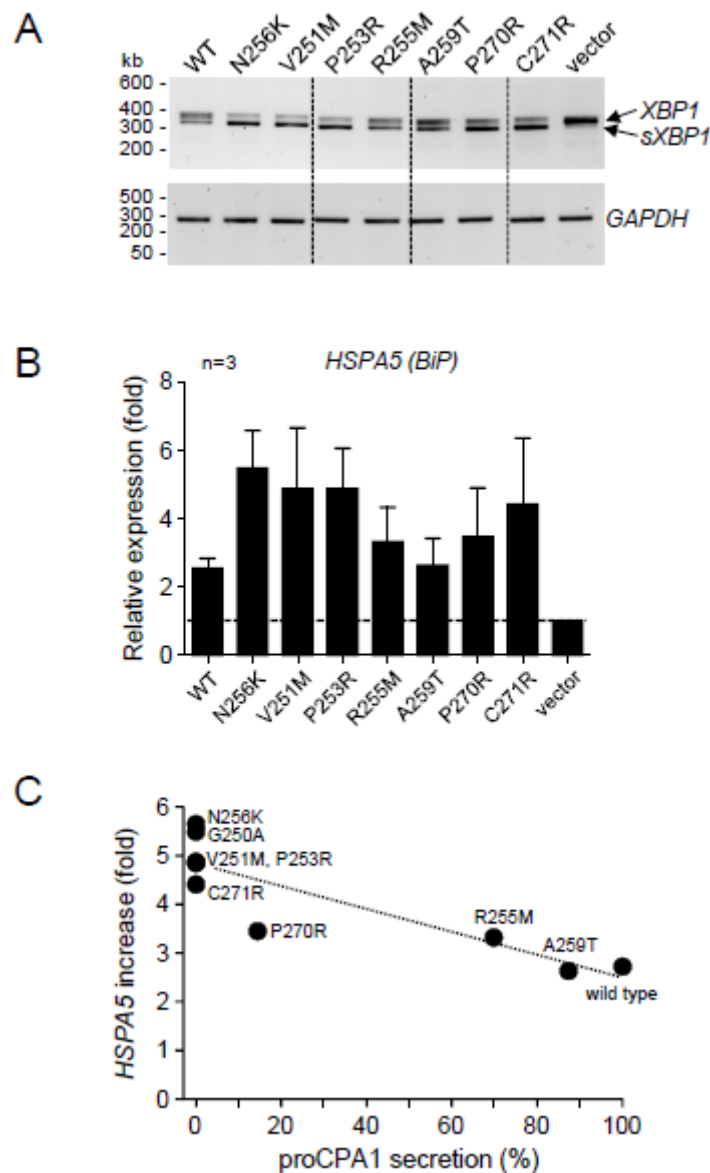 A
WT N256K V251M P253R R255M A259T P270R C271R vector
kb
600 -
400 -
300 -
200 -
XBP1
sXBP1
500 -
300 -
200 -
50 -
GAPDH
B
n=3 HSPA5 (BiP)
Relative expression (fold)
8
6
4
2
0
WT N256K V251M P253R R255M A259T P270R C271R vector
C
HSPA5 increase (fold)
6
5
4
3
2
1
0
N256K
G250A
V251M, P253R
C271R
P270R
R255M
A259T
wild type
0 20 40 60 80 100
proCPA1 secretion (%)